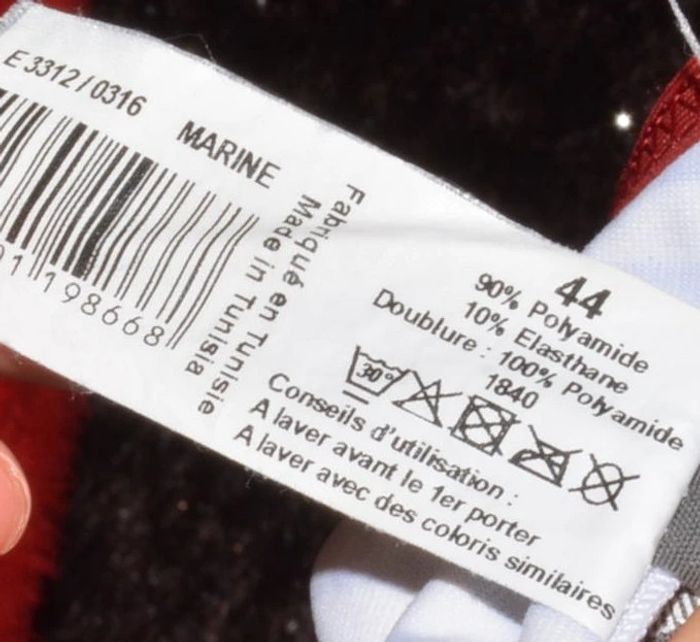 E 3312 / 0316
MARINE
198668
Fabriqué en Tunisie
Made in Tunisia
44
90% Polyamide
10% Elasthane
Doublure : 100% Polyamide
1840
30°
Conseils d'utilisation :
A laver avant le 1er porter
A laver avec des coloris similaires